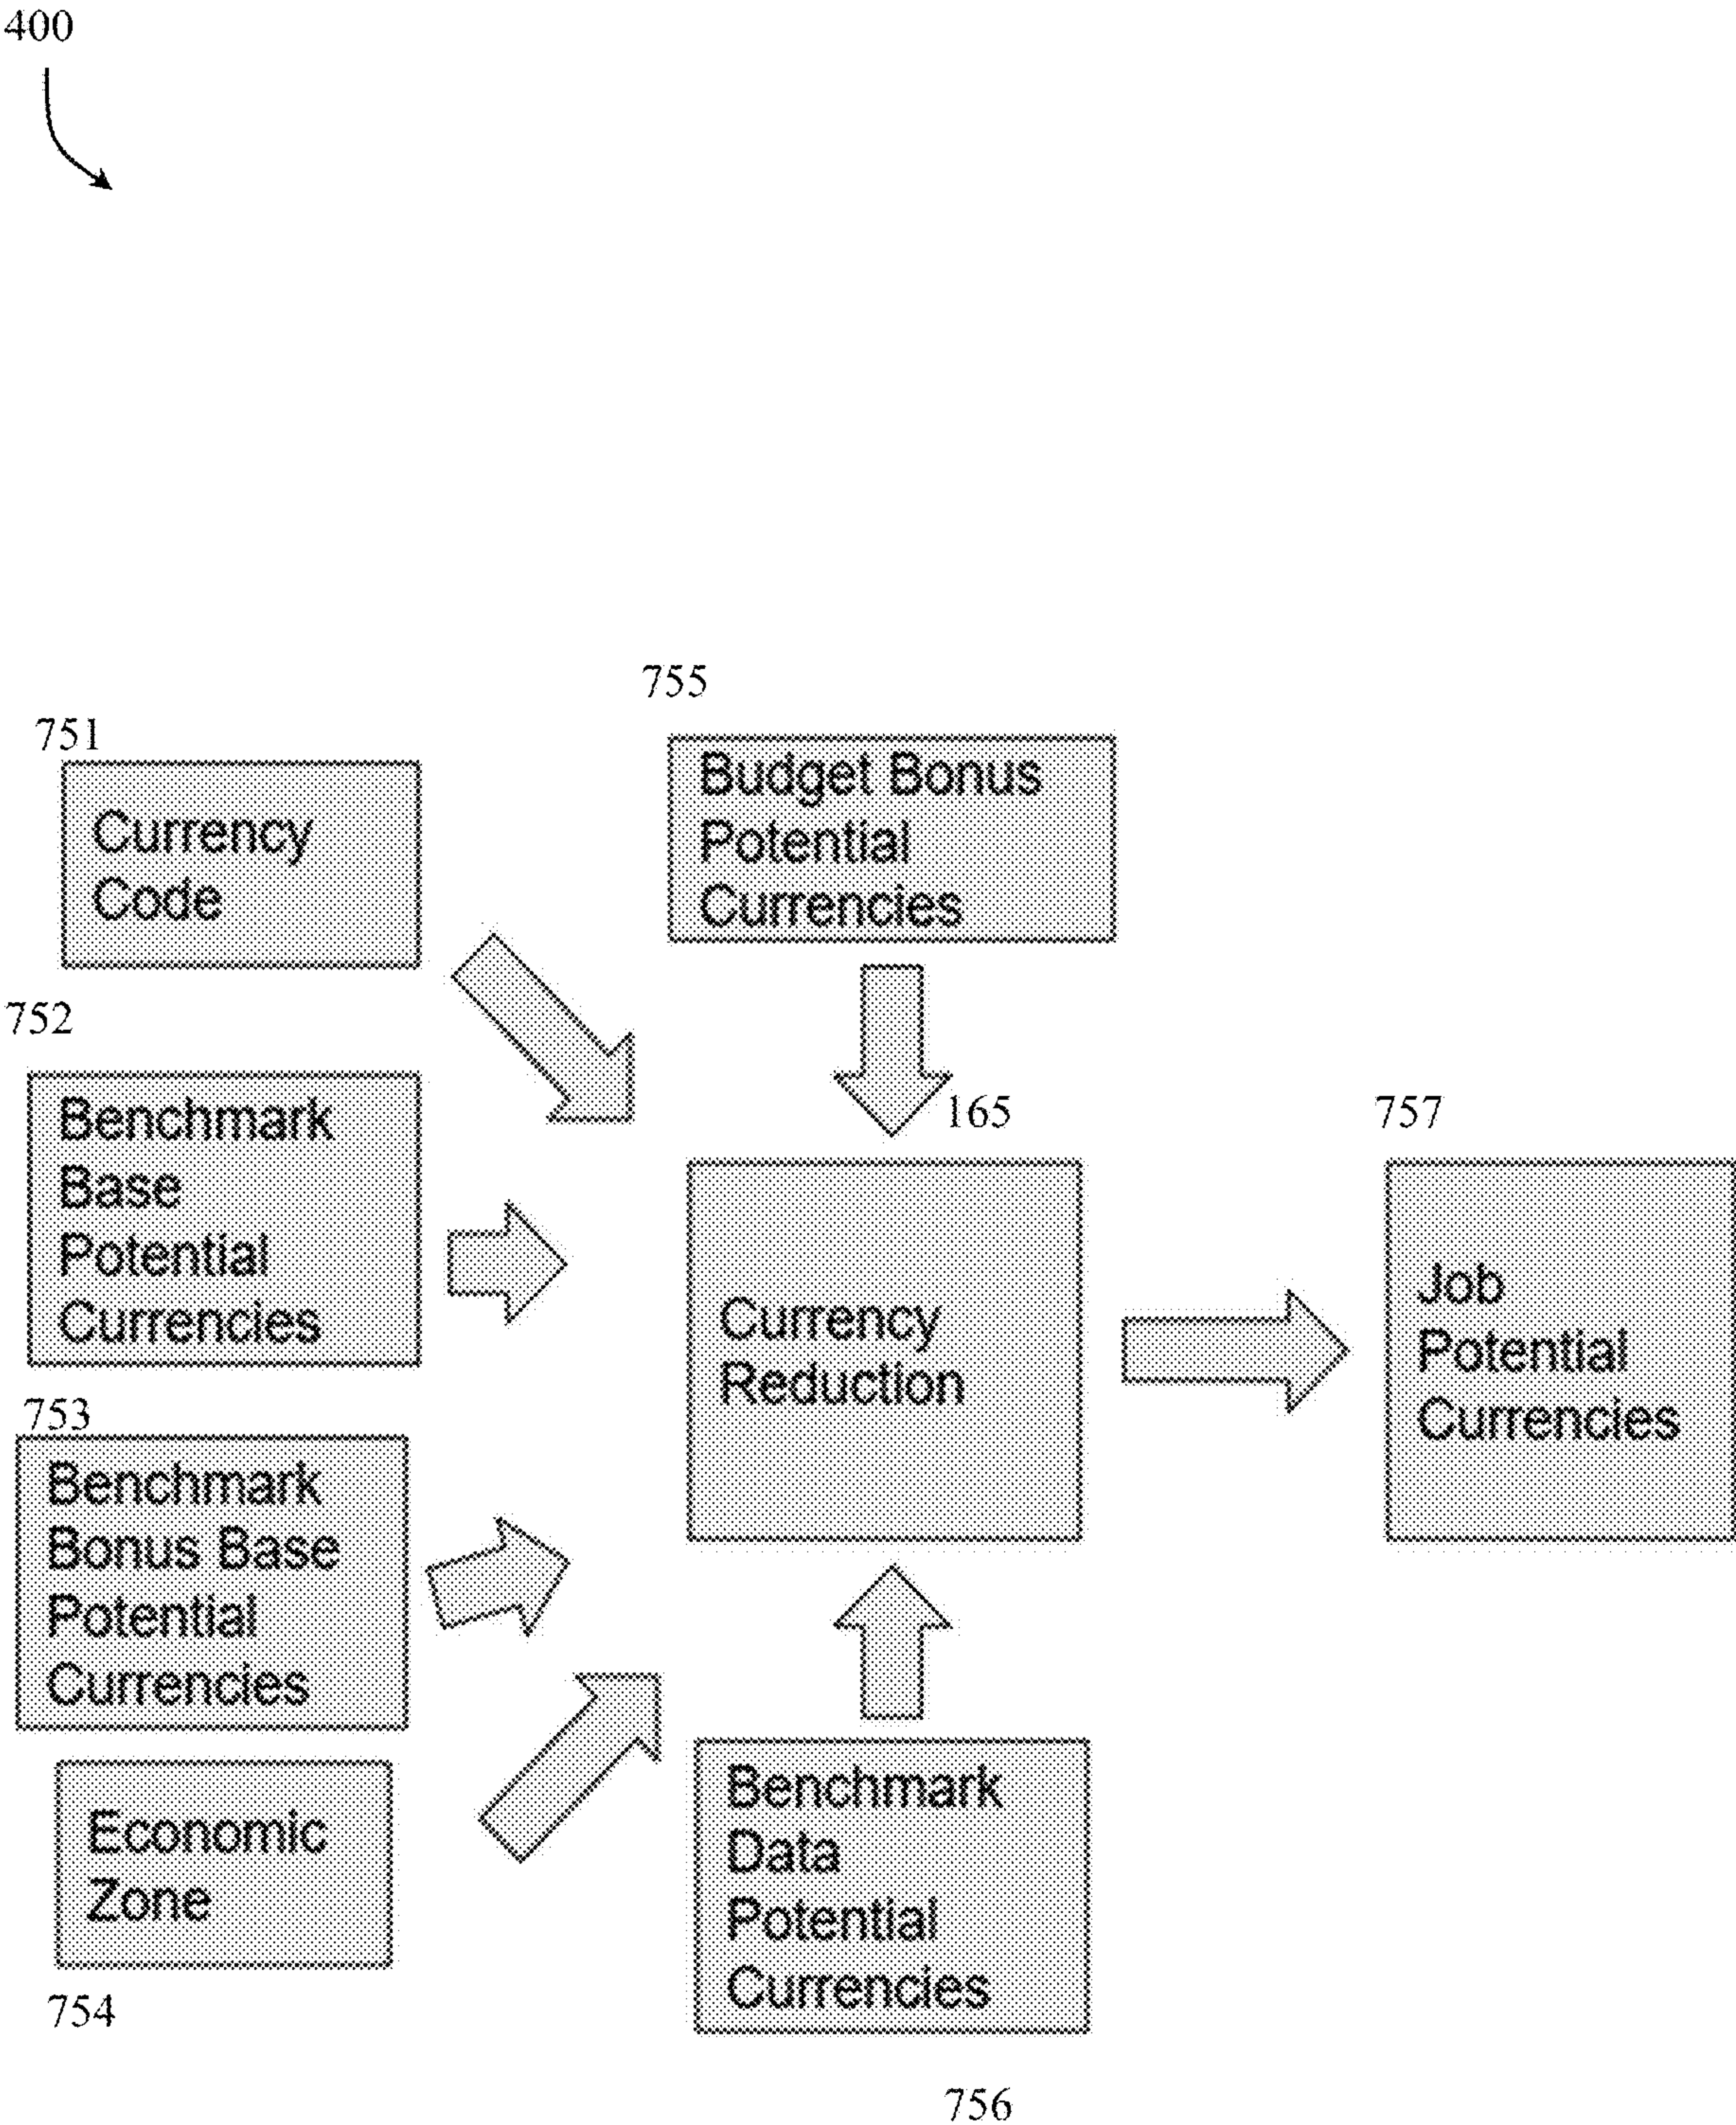 400
755
Budget Bonus
Potential
Currencies
751
Currency
Code
752
Benchmark
Base
Potential
Currencies
165
Currency
Reduction
757
Job
Potential
Currencies
753
Benchmark
Bonus Base
Potential
Currencies
Economic
Zone
754
Benchmark
Data
Potential
Currencies
756